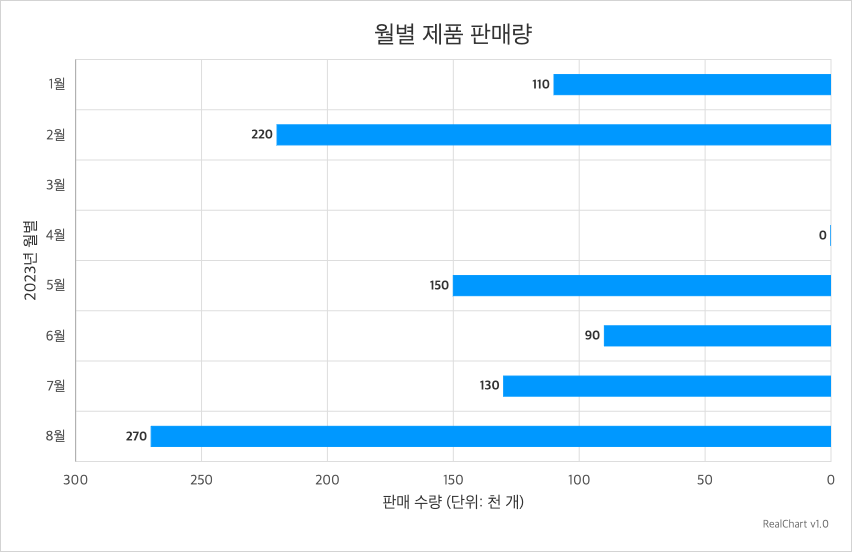 월별 제품 판매량
2023년 월별
1월 110
2월 220
3월
4월 0
5월 150
6월 90
7월 130
8월 270
300 250 200 150 100 50 0
판매 수량 (단위: 천 개)
RealChart v1.0